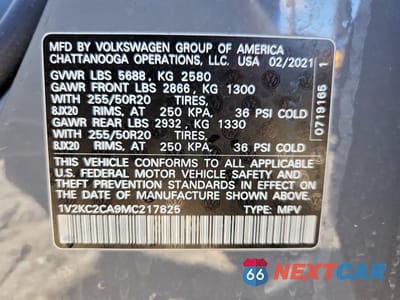 MFD BY VOLKSWAGEN GROUP OF AMERICA
CHATTANOOGA OPERATIONS, LLC. USA 02/2021
GVWR LBS 5688, KG 2580
GAWR FRONT LBS 2866, KG 1300
WITH 255/50R20 TIRES,
8JX20 RIMS, AT 250 KPA, 36 PSI COLD
GAWR REAR LBS 2932, KG 1330
WITH 255/50R20 TIRES,
8JX20 RIMS, AT 250 KPA, 36 PSI COLD
THIS VEHICLE CONFORMS TO ALL APPLICABLE
U.S. FEDERAL MOTOR VEHICLE SAFETY AND
THEFT PREVENTION STANDARDS IN EFFECT ON THE
DATE OF MANUFACTURE SHOWN ABOVE.
1V2KC2CA9MC217825 TYPE: MPV
0719165 1
66 NEXTCAR